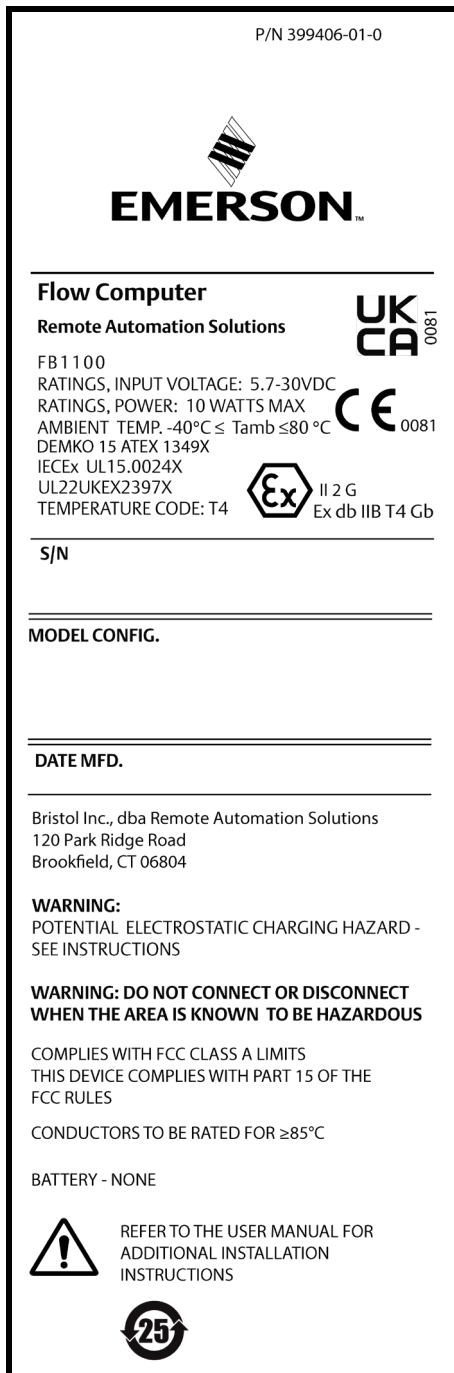 P/N 399406-01-0
EMERSON™
Flow Computer
Remote Automation Solutions
UK
CA
0081
FB1100
RATINGS, INPUT VOLTAGE: 5.7-30VDC
RATINGS, POWER: 10 WATTS MAX
AMBIENT TEMP. -40°C ≤ Tamb ≤80 °C
CE 0081
DEMKO 15 ATEX 1349X
IECEx UL15.0024X
UL22UKEX2397X
TEMPERATURE CODE: T4
Ex
II 2 G
Ex db IIB T4 Gb
S/N
MODEL CONFIG.
DATE MFD.
Bristol Inc., dba Remote Automation Solutions
120 Park Ridge Road
Brookfield, CT 06804
WARNING:
POTENTIAL ELECTROSTATIC CHARGING HAZARD -
SEE INSTRUCTIONS
WARNING: DO NOT CONNECT OR DISCONNECT
WHEN THE AREA IS KNOWN TO BE HAZARDOUS
COMPLIES WITH FCC CLASS A LIMITS
THIS DEVICE COMPLIES WITH PART 15 OF THE
FCC RULES
CONDUCTORS TO BE RATED FOR ≥85°C
BATTERY - NONE
REFER TO THE USER MANUAL FOR
ADDITIONAL INSTALLATION
INSTRUCTIONS
25